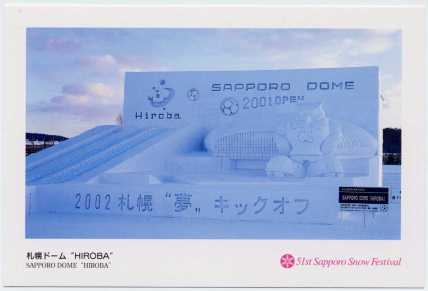 SAPPORO DOME
2001OPEN
Hiroba
2002 札幌 “夢” キックオフ
SAPPORO DOME (HIROBA)
札幌ドーム “HIROBA”
SAPPORO DOME “HIROBA”
51st Sapporo Snow Festival